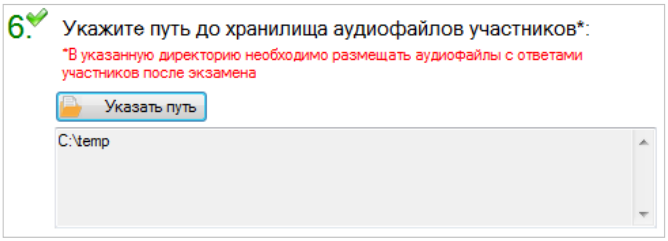 6. Укажите путь до хранилища аудиофайлов участников*:
*В указанную директорию необходимо размещать аудиофайлы с ответами
участников после экзамена
Указать путь
C:\temp